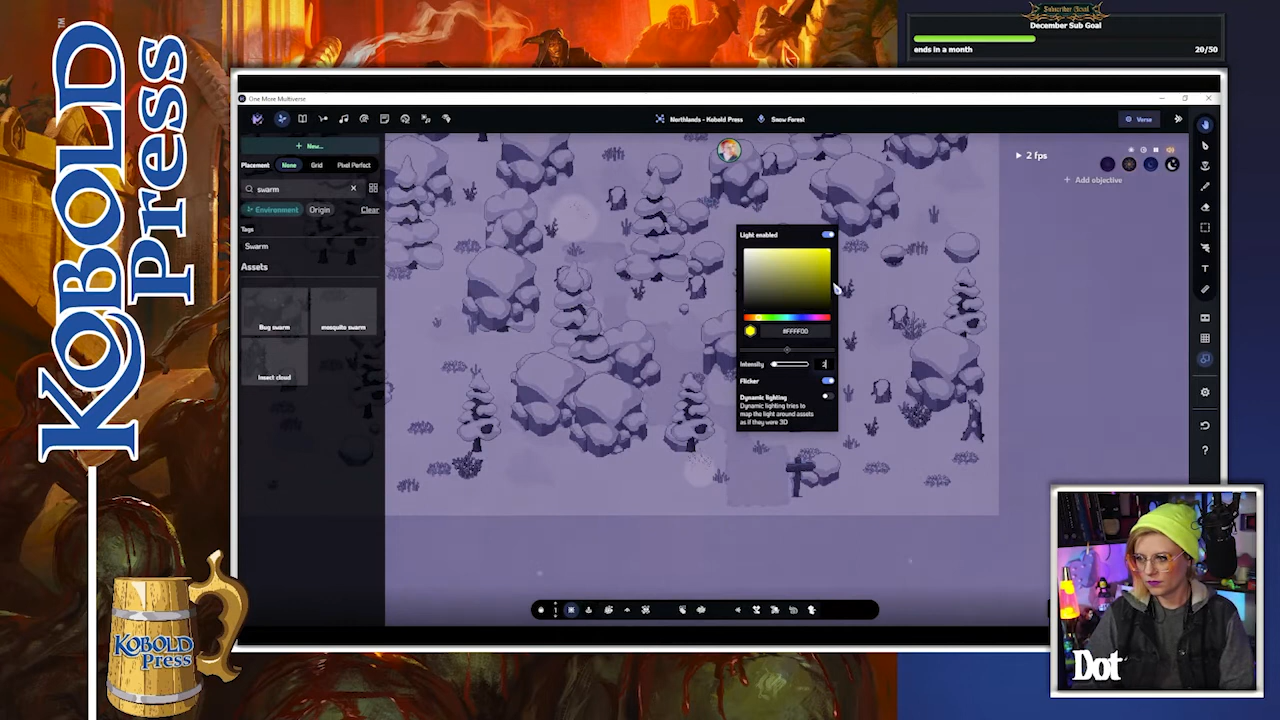 KOBOLD
Press™
Subscriber Goal
December Sub Goal
ends in a month
20/50
One More Multiverse
Northlands - Kobold Press
Snow Forest
Verse
+ New...
Placement
None
Grid
Pixel Perfect
swarm
Environment
Origin
Clear
Tags
Swarm
Assets
Bug swarm
mosquito swarm
Insect cloud
2 fps
+ Add objective
Light enabled
#FFFF00
Intensity
Flicker
Dynamic lighting
Dynamic lighting tries to
map the light around assets
as if they were 3D
T
?
KOBOLD
Press
Dot